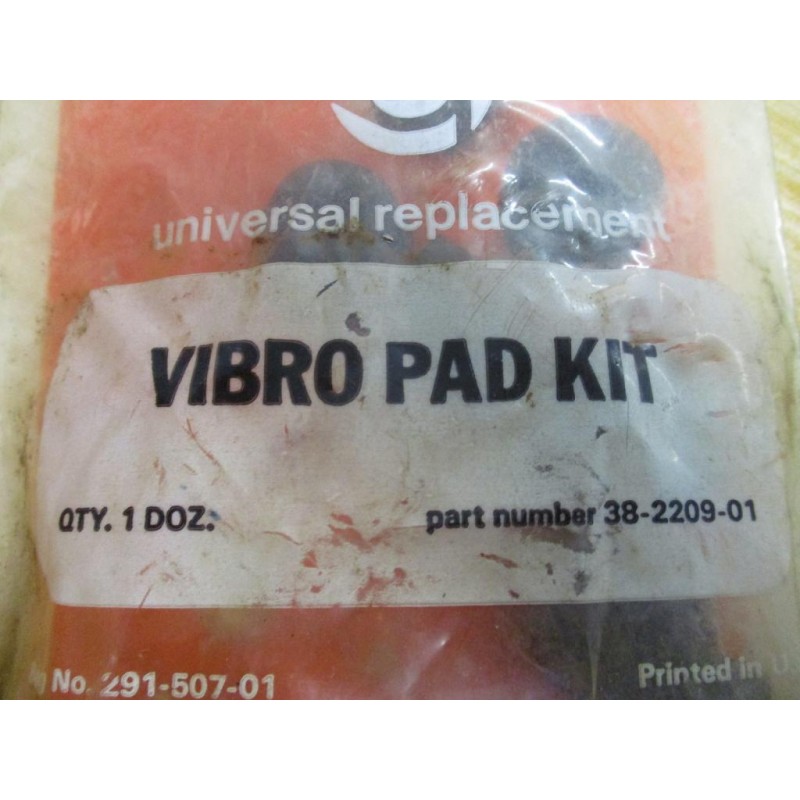 universal replacement
VIBRO PAD KIT
QTY. 1 DOZ.
part number 38-2209-01
No. 291-507-01
Printed in U